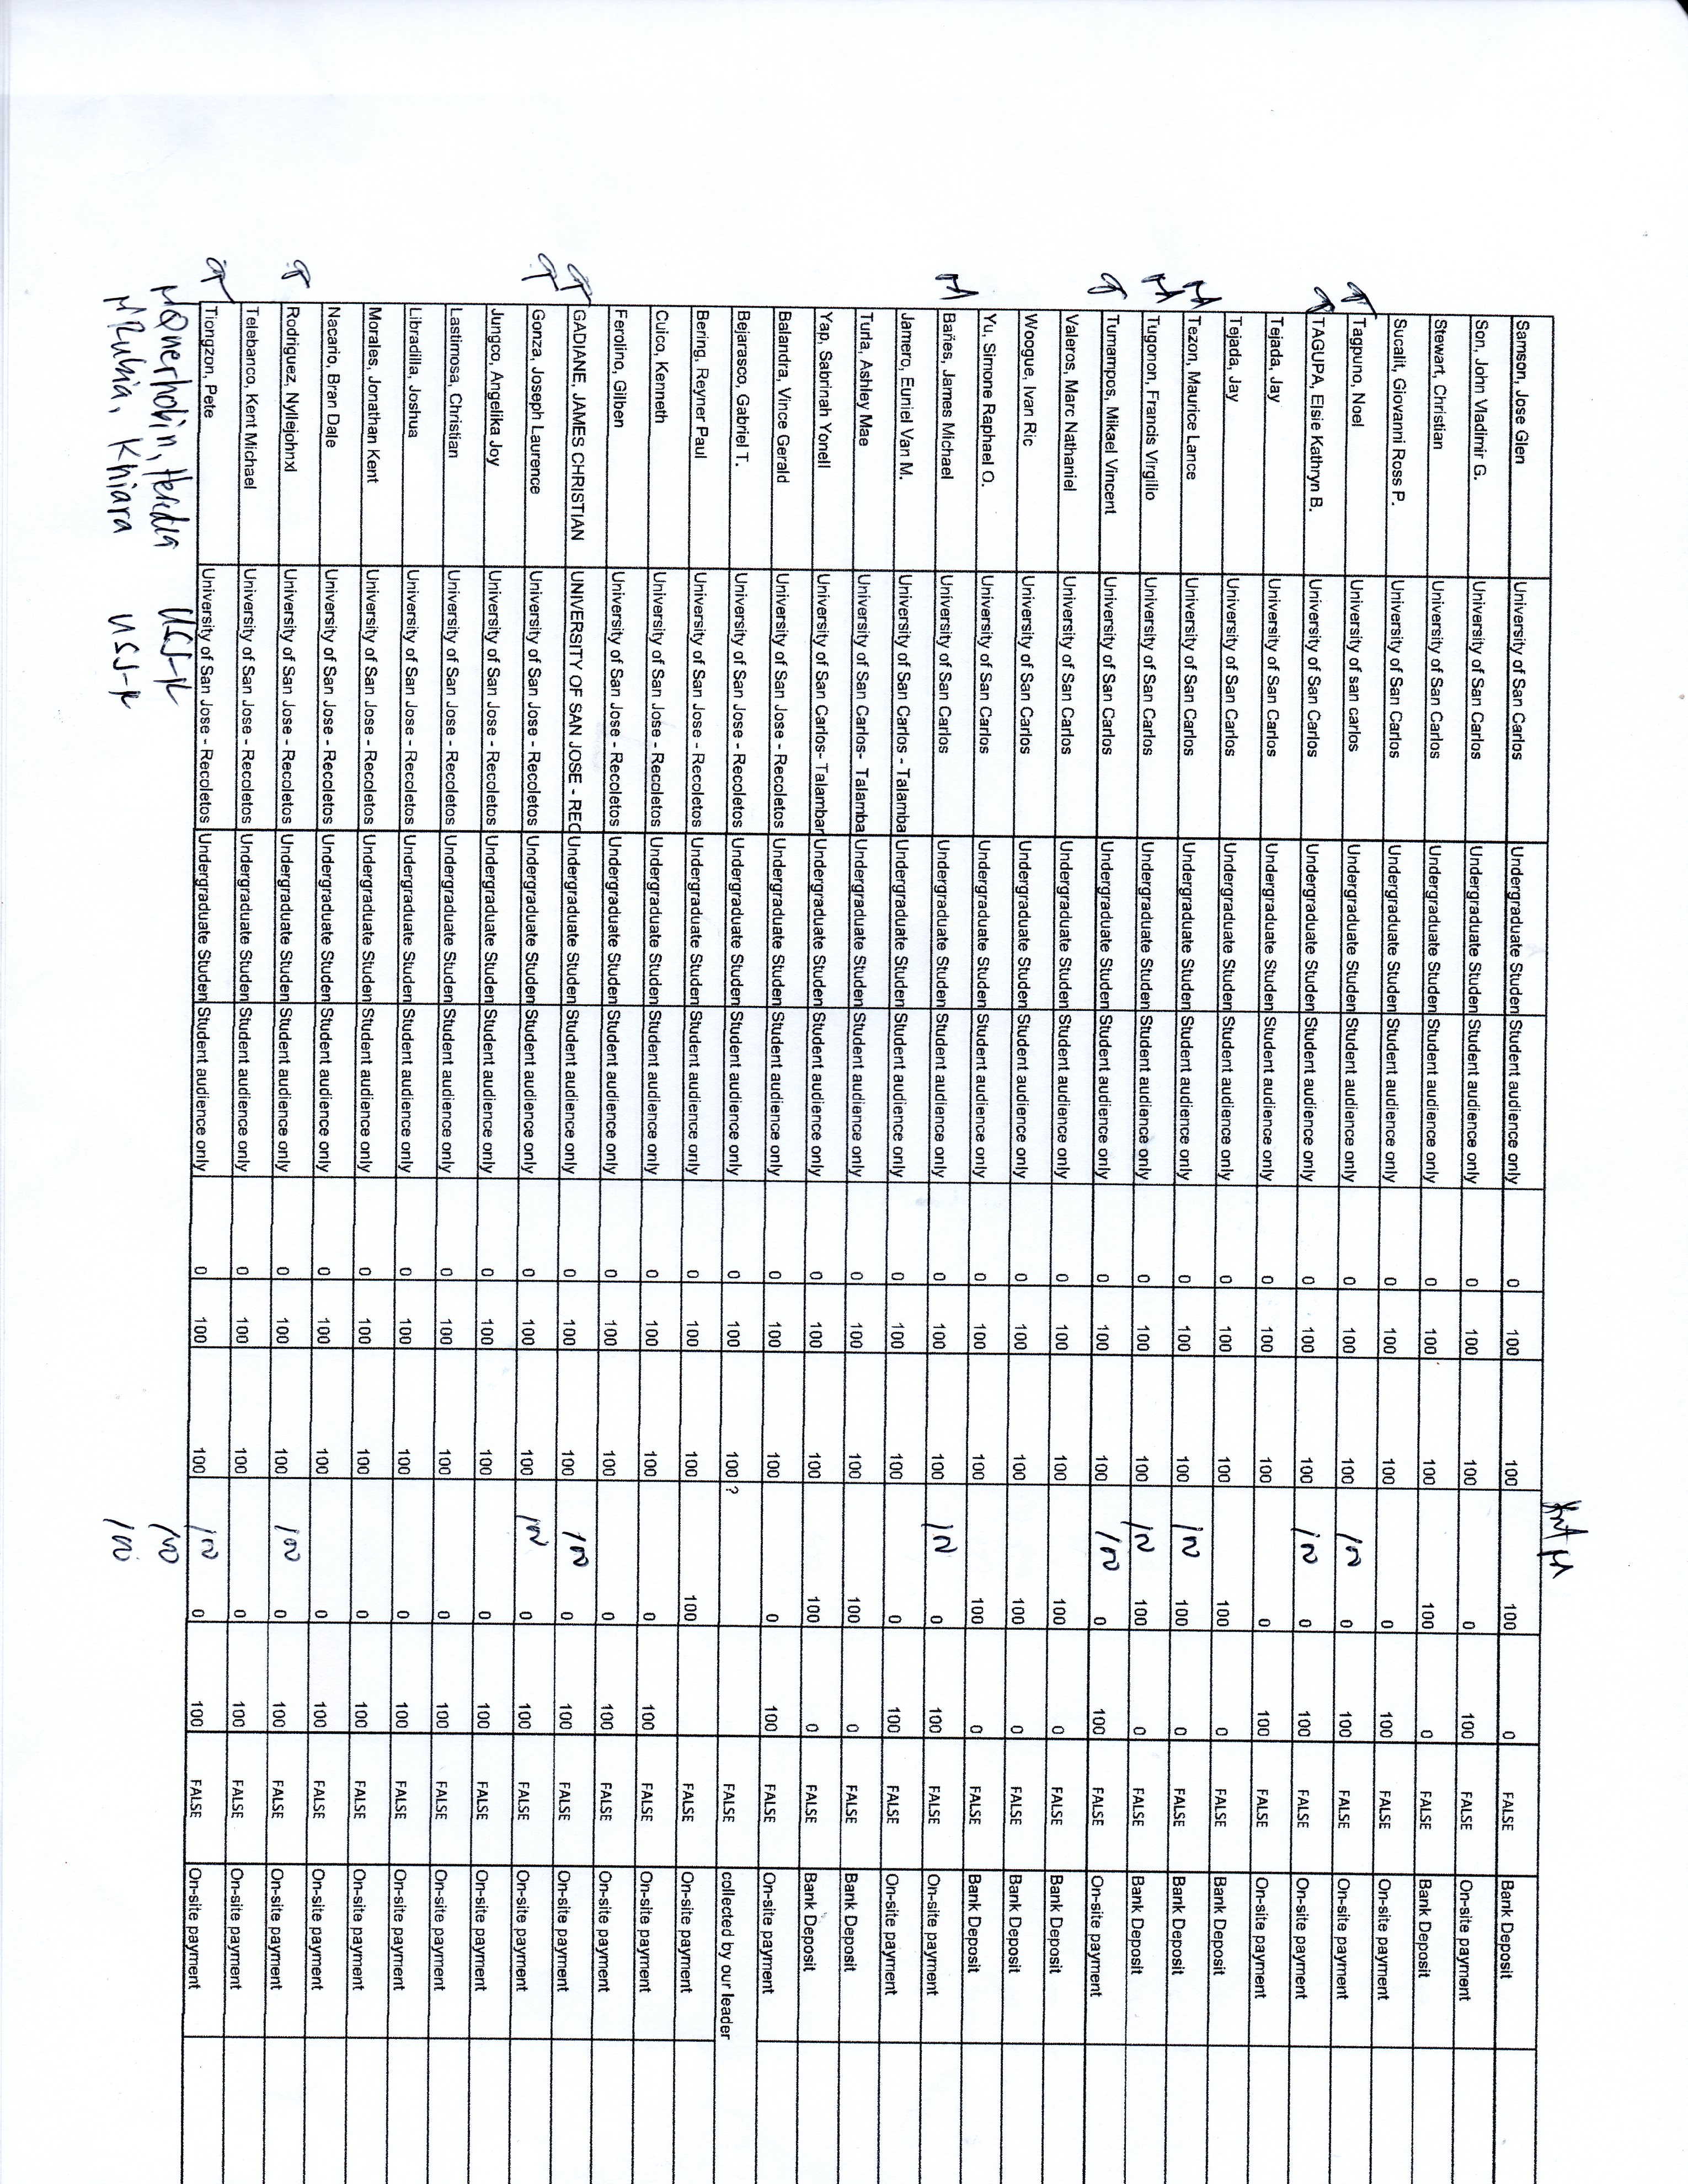 Samson, Jose Glen University of San Carlos Undergraduate Studen Student audience only 0 100 100 100 0 FALSE Bank Deposit
Son, John Vladimir G. University of San Carlos Undergraduate Studen Student audience only 0 100 100 0 100 FALSE On-site payment
Stewart, Christian University of San Carlos Undergraduate Studen Student audience only 0 100 100 100 0 FALSE Bank Deposit
Sucalit, Giovanni Ross P. University of San Carlos Undergraduate Studen Student audience only 0 100 100 0 100 FALSE On-site payment
Tagpuno, Noel University of san carlos Undergraduate Studen Student audience only 0 100 100 100 0 100 FALSE On-site payment
TAGUPA, Elsie Kathryn B. University of San Carlos Undergraduate Studen Student audience only 0 100 100 100 0 100 FALSE On-site payment
Tejada, Jay University of San Carlos Undergraduate Studen Student audience only 0 100 100 0 100 FALSE On-site payment
Tejada, Jay University of San Carlos Undergraduate Studen Student audience only 0 100 100 100 0 FALSE Bank Deposit
Tezon, Maurice Lance University of San Carlos Undergraduate Studen Student audience only 0 100 100 100 100 0 FALSE Bank Deposit
Tugonon, Francis Virgilio University of San Carlos Undergraduate Studen Student audience only 0 100 100 100 100 0 FALSE Bank Deposit
Tumampos, Mikael Vincent University of San Carlos Undergraduate Studen Student audience only 0 100 100 100 0 100 FALSE On-site payment
Valeros, Marc Nathaniel University of San Carlos Undergraduate Studen Student audience only 0 100 100 100 0 FALSE Bank Deposit
Woogue, Ivan Ric University of San Carlos Undergraduate Studen Student audience only 0 100 100 100 0 FALSE Bank Deposit
Yu, Simone Raphael O. University of San Carlos Undergraduate Studen Student audience only 0 100 100 100 0 FALSE Bank Deposit
Bañes, James Michael University of San Carlos Undergraduate Studen Student audience only 0 100 100 100 0 100 FALSE On-site payment
Jamero, Euniel Van M. University of San Carlos - Talamba Undergraduate Studen Student audience only 0 100 100 0 100 FALSE On-site payment
Turla, Ashley Mae University of San Carlos- Talamba Undergraduate Studen Student audience only 0 100 100 100 0 FALSE Bank Deposit
Yap, Sabrinah Yonell University of San Carlos- Talambar Undergraduate Studen Student audience only 0 100 100 100 0 FALSE Bank Deposit
Balandra, Vince Gerald University of San Jose - Recoletos Undergraduate Studen Student audience only 0 100 100 0 100 FALSE On-site payment
Bejarasco, Gabriel T. University of San Jose - Recoletos Undergraduate Studen Student audience only 0 100 100 ? FALSE collected by our leader
Bering, Reyner Paul University of San Jose - Recoletos Undergraduate Studen Student audience only 0 100 100 100 FALSE On-site payment
Cuico, Kenneth University of San Jose - Recoletos Undergraduate Studen Student audience only 0 100 100 0 100 FALSE On-site payment
Ferolino, Gilben University of San Jose - Recoletos Undergraduate Studen Student audience only 0 100 100 0 100 FALSE On-site payment
GADIANE, JAMES CHRISTIAN UNIVERSITY OF SAN JOSE - REC Undergraduate Studen Student audience only 0 100 100 100 0 100 FALSE On-site payment
Gonza, Joseph Laurence University of San Jose - Recoletos Undergraduate Studen Student audience only 0 100 100 100 0 100 FALSE On-site payment
Jungco, Angelika Joy University of San Jose - Recoletos Undergraduate Studen Student audience only 0 100 100 0 100 FALSE On-site payment
Lastimosa, Christian University of San Jose - Recoletos Undergraduate Studen Student audience only 0 100 100 0 100 FALSE On-site payment
Libradilla, Joshua University of San Jose - Recoletos Undergraduate Studen Student audience only 0 100 100 0 100 FALSE On-site payment
Morales, Jonathan Kent University of San Jose - Recoletos Undergraduate Studen Student audience only 0 100 100 0 100 FALSE On-site payment
Nacario, Bran Dale University of San Jose - Recoletos Undergraduate Studen Student audience only 0 100 100 0 100 FALSE On-site payment
Rodriguez, Nyllejohnxl University of San Jose - Recoletos Undergraduate Studen Student audience only 0 100 100 100 0 100 FALSE On-site payment
Telebanco, Kent Michael University of San Jose - Recoletos Undergraduate Studen Student audience only 0 100 100 0 100 FALSE On-site payment
Tiongzon, Pete University of San Jose - Recoletos Undergraduate Studen Student audience only 0 100 100 100 0 100 FALSE On-site payment
USJ-R 100
Rubia, Khiara USJ-R 100